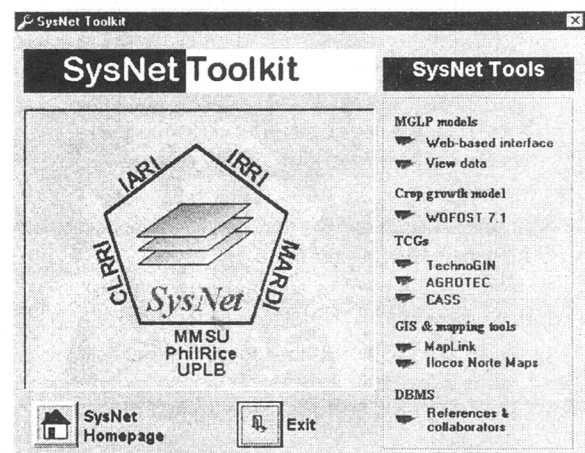 SysNet Toolkit
SysNet Toolkit
IARI
IRRI
CLRRI
MARDI
SysNet
MMSU
PhilRice
UPLB
SysNet
Homepage
Exit
SysNet Tools
MGLP models
Web-based interface
View data
Crop growth model
WOFOST 7.1
TCGs
TechnoGIN
AGROTEC
CASS
GIS & mapping tools
MapLink
Ilocos Norte Maps
DBMS
References &
collaborators